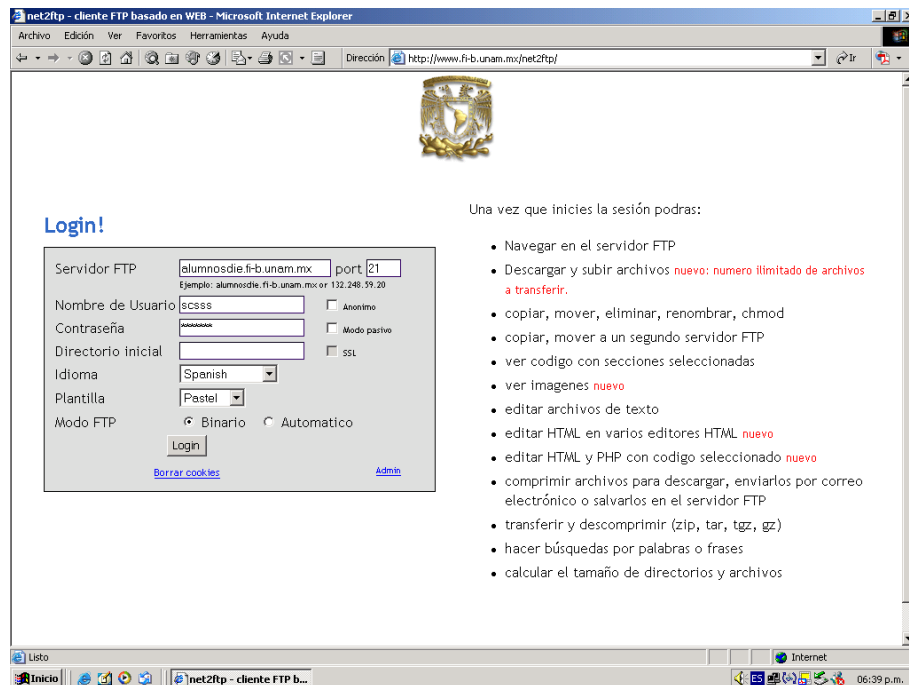 net2ftp - cliente FTP basado en WEB - Microsoft Internet Explorer
Archivo Edición Ver Favoritos Herramientas Ayuda
Dirección http://www.fi-b.unam.mx/net2ftp/ Ir
Login!
Servidor FTP alumnosdie.fi-b.unam.mx port 21
Ejemplo: alumnosdie.fi-b.unam.mx or 132.248.59.20
Nombre de Usuario scsss Anonimo
Contraseña ******** Modo pasivo
Directorio inicial SSL
Idioma Spanish
Plantilla Pastel
Modo FTP Binario Automatico
Login
Borrar cookies Admin
Una vez que inicies la sesión podras:
Navegar en el servidor FTP
Descargar y subir archivos nuevo: numero ilimitado de archivos
a transferir.
copiar, mover, eliminar, renombrar, chmod
copiar, mover a un segundo servidor FTP
ver codigo con secciones seleccionadas
ver imagenes nuevo
editar archivos de texto
editar HTML en varios editores HTML nuevo
editar HTML y PHP con codigo seleccionado nuevo
comprimir archivos para descargar, enviarlos por correo
electrónico o salvarlos en el servidor FTP
transferir y descomprimir (zip, tar, tgz, gz)
hacer búsquedas por palabras o frases
calcular el tamaño de directorios y archivos
Listo Internet
Inicio net2ftp - cliente FTP b... ES 06:39 p.m.